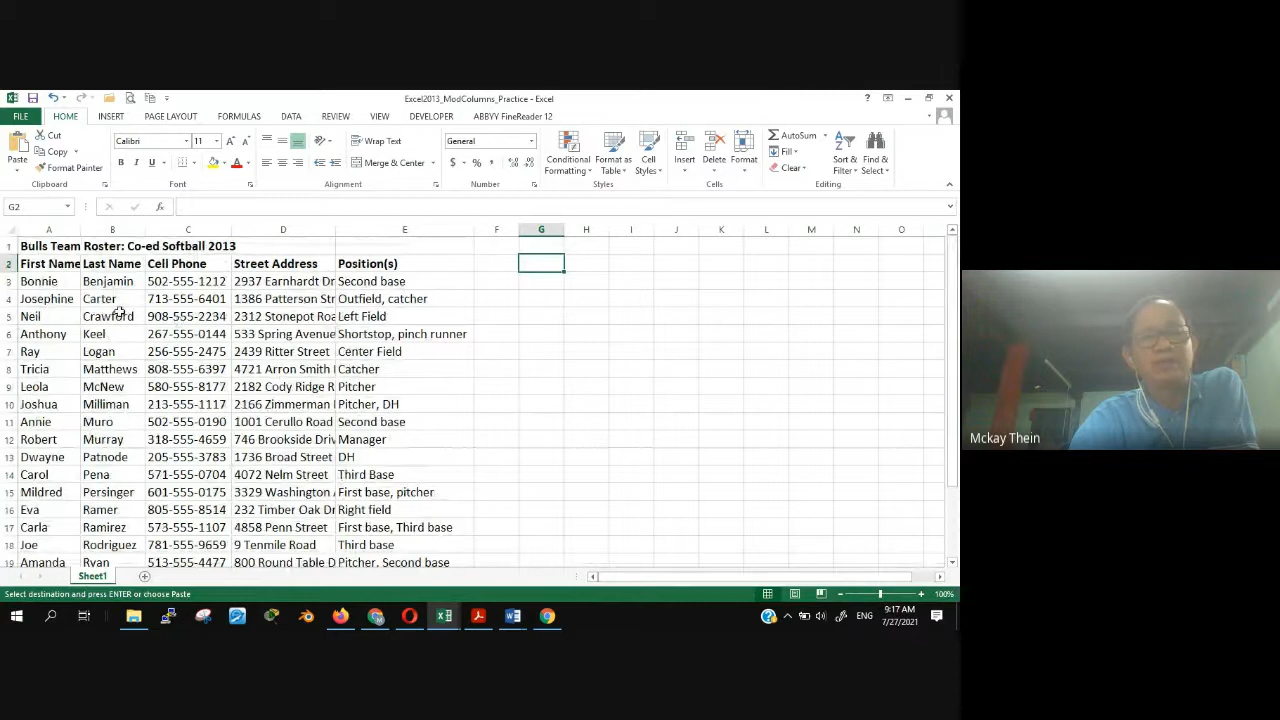 Excel2013_ModColumns_Practice - Excel
FILE HOME INSERT PAGE LAYOUT FORMULAS DATA REVIEW VIEW DEVELOPER ABBYY FineReader 12
Paste Cut Copy Format Painter Clipboard
Calibri 11 B I U A Font
Wrap Text Merge & Center Alignment
General $ % Number
Conditional Formatting Format as Table Cell Styles Styles
Insert Delete Format Cells
AutoSum Fill Clear Sort & Filter Find & Select Editing
G2 fx
A B C D E F G H I J K L M N O
1 Bulls Team Roster: Co-ed Softball 2013
2 First Name Last Name Cell Phone Street Address Position(s)
3 Bonnie Benjamin 502-555-1212 2937 Earnhardt Dr Second base
4 Josephine Carter 713-555-6401 1386 Patterson Str Outfield, catcher
5 Neil Crawford 908-555-2234 2312 Stonepot Roa Left Field
6 Anthony Keel 267-555-0144 533 Spring Avenue Shortstop, pinch runner
7 Ray Logan 256-555-2475 2439 Ritter Street Center Field
8 Tricia Matthews 808-555-6397 4721 Arron Smith Catcher
9 Leola McNew 580-555-8177 2182 Cody Ridge R Pitcher
10 Joshua Milliman 213-555-1117 2166 Zimmerman Pitcher, DH
11 Annie Muro 502-555-0190 1001 Cerullo Road Second base
12 Robert Murray 318-555-4659 746 Brookside Driv Manager
13 Dwayne Patnode 205-555-3783 1736 Broad Street DH
14 Carol Pena 571-555-0704 4072 Nelm Street Third Base
15 Mildred Persinger 601-555-0175 3329 Washington First base, pitcher
16 Eva Ramer 805-555-8514 232 Timber Oak Dr Right field
17 Carla Ramirez 573-555-1107 4858 Penn Street First base, Third base
18 Joe Rodriguez 781-555-9659 9 Tenmile Road Third base
19 Amanda Ryan 513-555-4477 800 Round Table D Pitcher, Second base
Sheet1
Select destination and press ENTER or choose Paste 100%
ENG 9:17 AM
7/27/2021
Mckay Thein